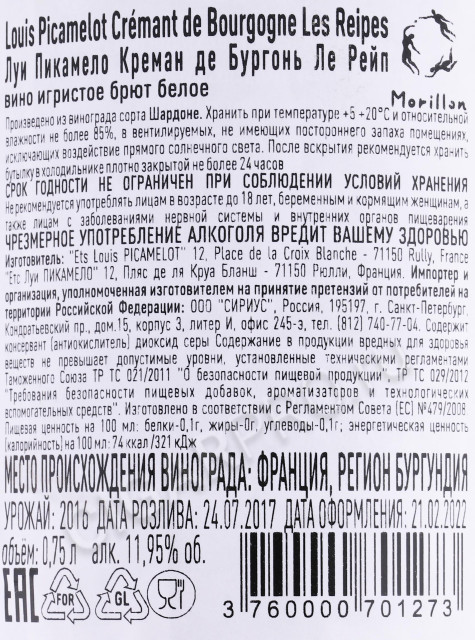 Louis Picamelot Crémant de Bourgogne Les Reipes
Луи Пикамело Креман де Бургонь Ле Рейп
вино игристое брют белое
Morillon
Произведено из винограда сорта Шардоне. Хранить при температуре +5 +20°С и относительной
влажности не более 85%, в вентилируемых, не имеющих постороннего запаха помещениях,
исключающих воздействие прямого солнечного света. После вскрытия рекомендуется хранить
бутылку в холодильнике плотно закрытой не более 24 часов
СРОК ГОДНОСТИ НЕ ОГРАНИЧЕН ПРИ СОБЛЮДЕНИИ УСЛОВИЙ ХРАНЕНИЯ
Не рекомендуется употреблять лицам в возрасте до 18 лет, беременным и кормящим женщинам, а
также лицам с заболеваниями нервной системы и внутренних органов пищеварения
ЧРЕЗМЕРНОЕ УПОТРЕБЛЕНИЕ АЛКОГОЛЯ ВРЕДИТ ВАШЕМУ ЗДОРОВЬЮ
Изготовитель: "Ets Louis PICAMELOT" 12, Place de la Croix Blanche - 71150 Rully, France
"Етс Луи ПИКАМЕЛО" 12, Пляс де ля Круа Бланш - 71150 Рюлли, Франция. Импортер и
организация, уполномоченная изготовителем на принятие претензий от потребителей на
территории Российской Федерации: ООО "СИРИУС", Россия, 195197, г. Санкт-Петербург,
Кондратьевский пр., дом.15, корпус 3, литер И, офис 245-э, тел. (812) 740-77-04. Содержит
консервант (антиокислитель) диоксид серы Содержание в продукции вредных для здоровья
веществ не превышает допустимые уровни, установленные техническими регламентами
Таможенного Союза ТР ТС 021/2011 "О безопасности пищевой продукции", ТР ТС 029/2012
"Требования безопасности пищевых добавок, ароматизаторов и технологических
вспомогательных средств". Изготовлено в соответствии с Регламентом Совета (ЕС) №479/2008
Пищевая ценность на 100 мл: белки-0,1г, жиры-0г, углеводы-0,1г; энергетическая ценность
(калорийность) на 100 мл: 74 ккал/321 кДж
МЕСТО ПРОИСХОЖДЕНИЯ ВИНОГРАДА: ФРАНЦИЯ, РЕГИОН БУРГУНДИЯ
УРОЖАЙ: 2016 ДАТА РОЗЛИВА: 24.07.2017 ДАТА ОФОРМЛЕНИЯ: 21.02.2022
объём: 0,75 л алк. 11,95% об.
EAC FOR GL
3 760000 701273